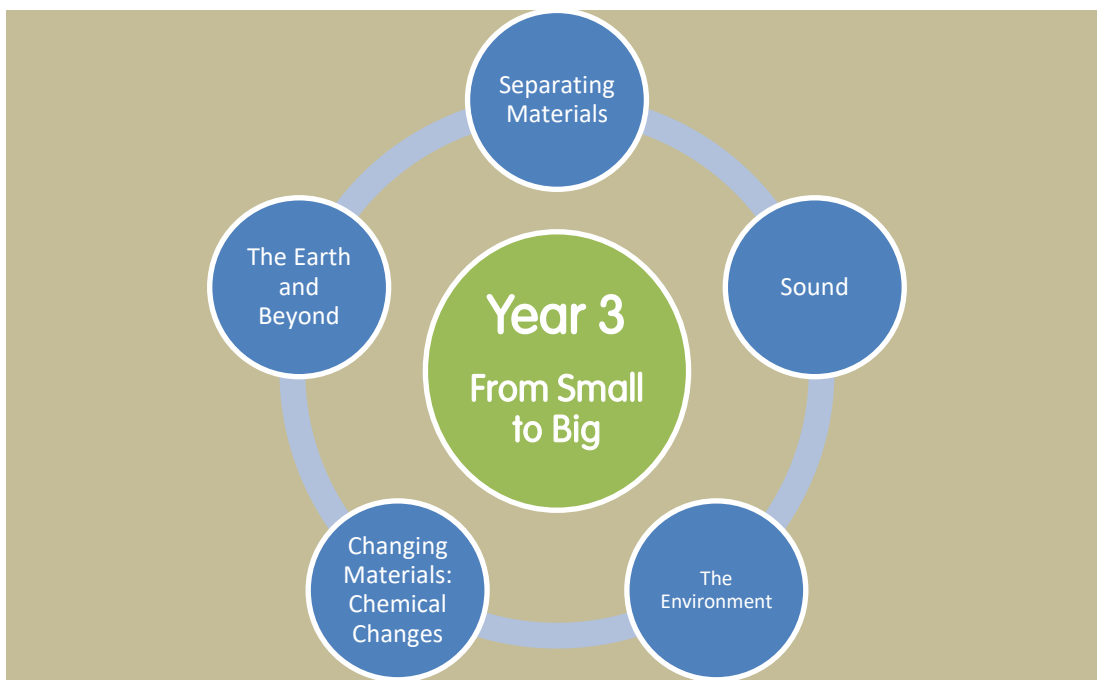 Separating
Materials
Sound
The
Environment
Changing
Materials:
Chemical
Changes
The Earth
and
Beyond
Year 3
From Small
to Big